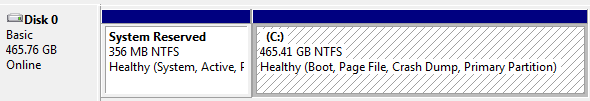 Disk 0
Basic
465.76 GB
Online
System Reserved
356 MB NTFS
Healthy (System, Active, F
(C:)
465.41 GB NTFS
Healthy (Boot, Page File, Crash Dump, Primary Partition)